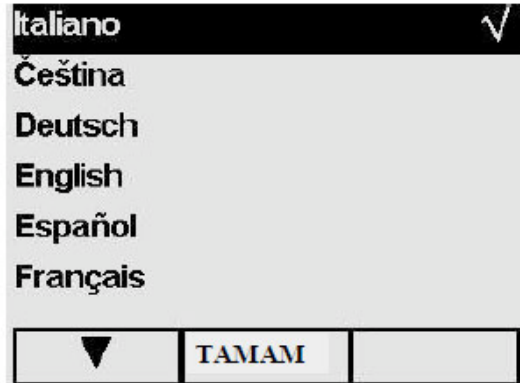 Italiano √
Čeština
Deutsch
English
Español
Français
▼ TAMAM